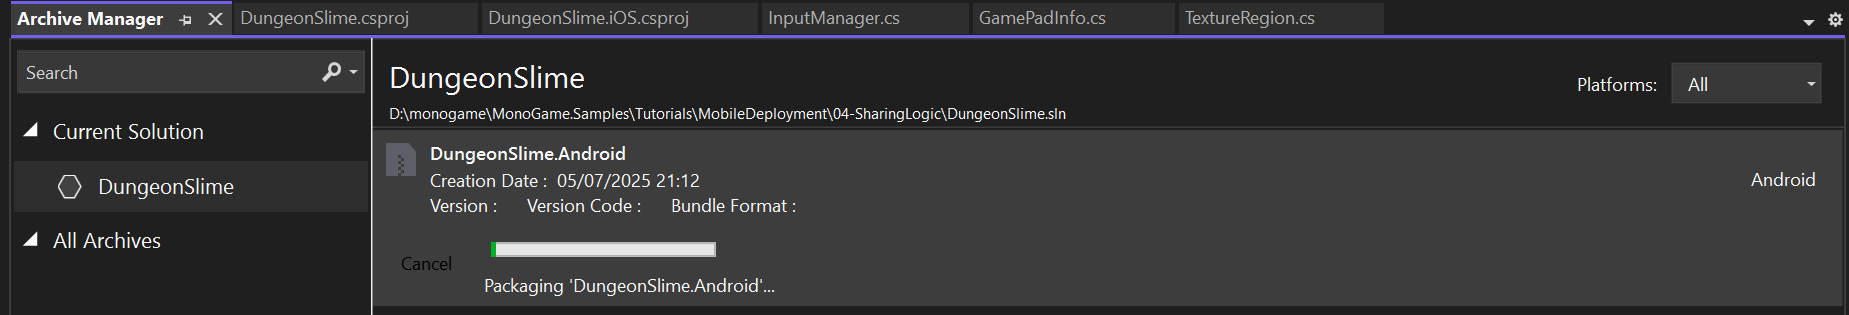 Archive Manager
DungeonSlime.csproj
DungeonSlime.iOS.csproj
InputManager.cs
GamePadInfo.cs
TextureRegion.cs
Search
Current Solution
DungeonSlime
All Archives
DungeonSlime
D:\monogame\MonoGame.Samples\Tutorials\MobileDeployment\04-SharingLogic\DungeonSlime.sln
Platforms: All
DungeonSlime.Android
Creation Date : 05/07/2025 21:12
Version : Version Code : Bundle Format :
Android
Cancel
Packaging 'DungeonSlime.Android'...